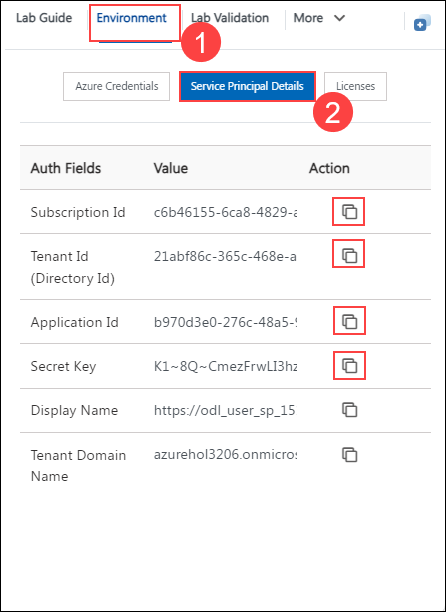 Lab Guide Environment Lab Validation More
1
Azure Credentials Service Principal Details Licenses
2
Auth Fields Value Action
Subscription Id c6b46155-6ca8-4829-a
Tenant Id 21abf86c-365c-468e-a
(Directory Id)
Application Id b970d3e0-276c-48a5-9
Secret Key K1~8Q~CmezFrwLI3hz
Display Name https://odl_user_sp_15
Tenant Domain azurehol3206.onmicros
Name